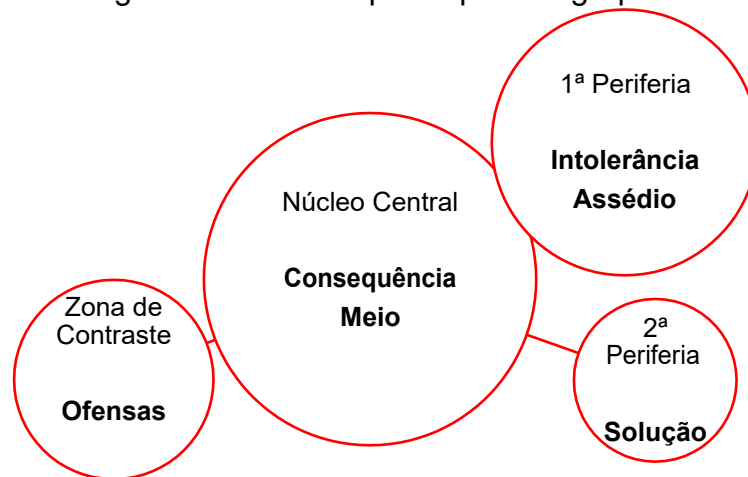 1ª Periferia
Intolerância
Assédio
Núcleo Central
Consequência
Meio
Zona de
Contraste
Ofensas
2ª
Periferia
Solução